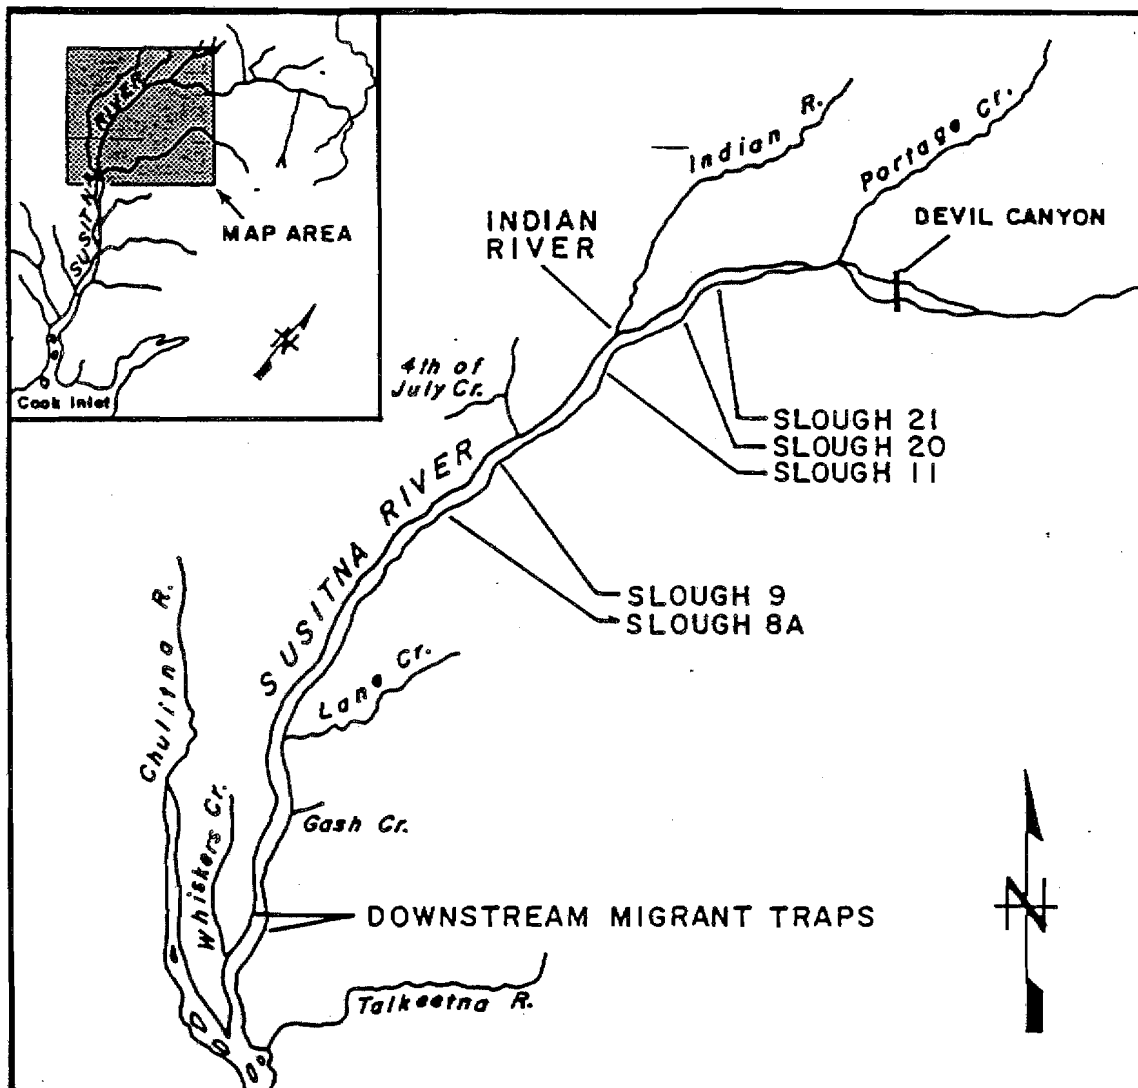 RIVER
SUSITNA
MAP AREA
Cook Inlet
N
Indian R.
Portage Cr.
INDIAN
RIVER
DEVIL CANYON
4th of
July Cr.
SLOUGH 21
SLOUGH 20
SLOUGH 11
SUSITNA RIVER
SLOUGH 9
SLOUGH 8A
Chulitna R.
Lane Cr.
Whiskers Cr.
Gash Cr.
DOWNSTREAM MIGRANT TRAPS
Talkeetna R.
N